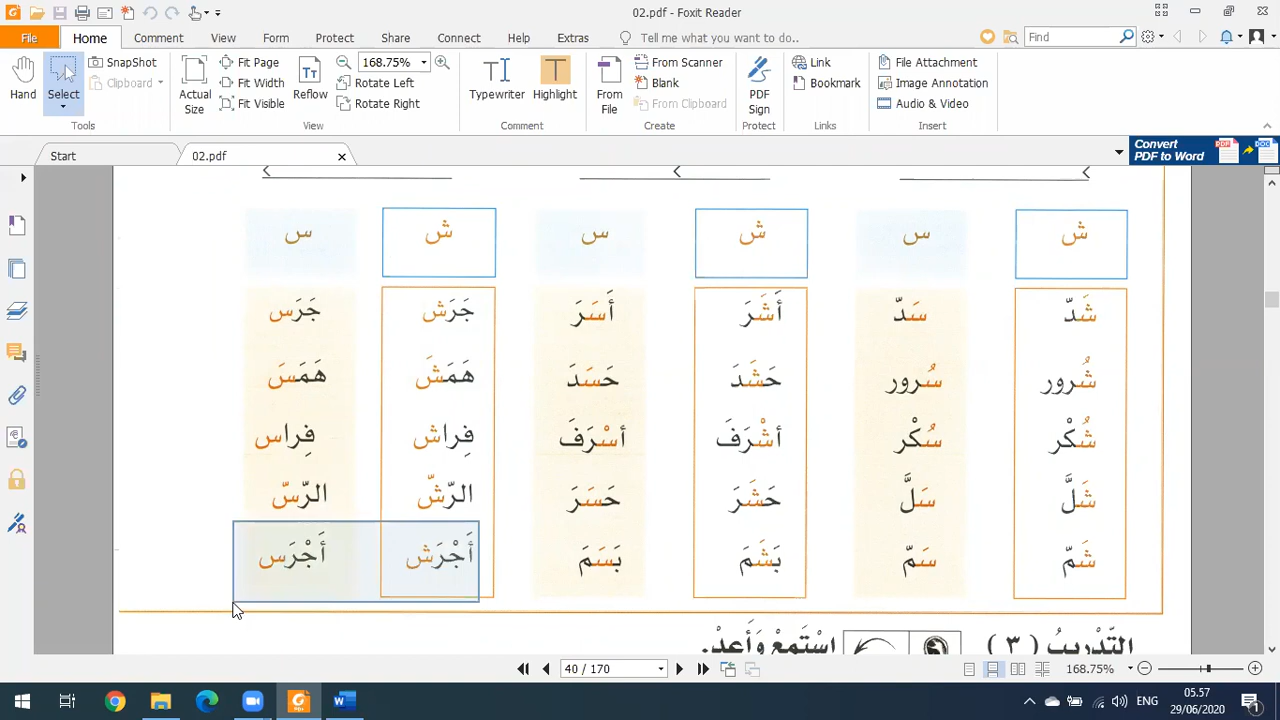 02.pdf - Foxit Reader
File Home Comment View Form Protect Share Connect Extras Tell me what you want to do.. Find
Hand
Select
SnapShot
Clipboard
Tools
Actual Size
Fit Page
Fit Width
Fit Visible
Reflow
168.75%
Rotate Left
Rotate Right
View
Typewriter
Highlight
Comment
From File
From Scanner
Blank
From Clipboard
Create
PDF Sign
Protect
Link
Bookmark
Links
File Attachment
Image Annotation
Audio & Video
Insert
Start
02.pdf
Convert PDF to Word
ش س ش س ش س
شَدّ سَدّ أَشَرَ أَسَرَ جَرَش جَرَس
شُرور سُرور حَشَدَ حَسَدَ هَمَشَ هَمَسَ
شُكْر سُكْر أشْرَفَ أسْرَفَ فِراش فِراس
شَلَّ سَلَّ حَشَرَ حَسَرَ الرّشّ الرّسّ
شَمّ سَمّ بَشَمَ بَسَمَ أَجْرَش أَجْرَس
التّدْريبُ (٣) اسْتَمِعْ وَأَعِدْ.
40 / 170
168.75%
ENG
05.57
29/06/2020